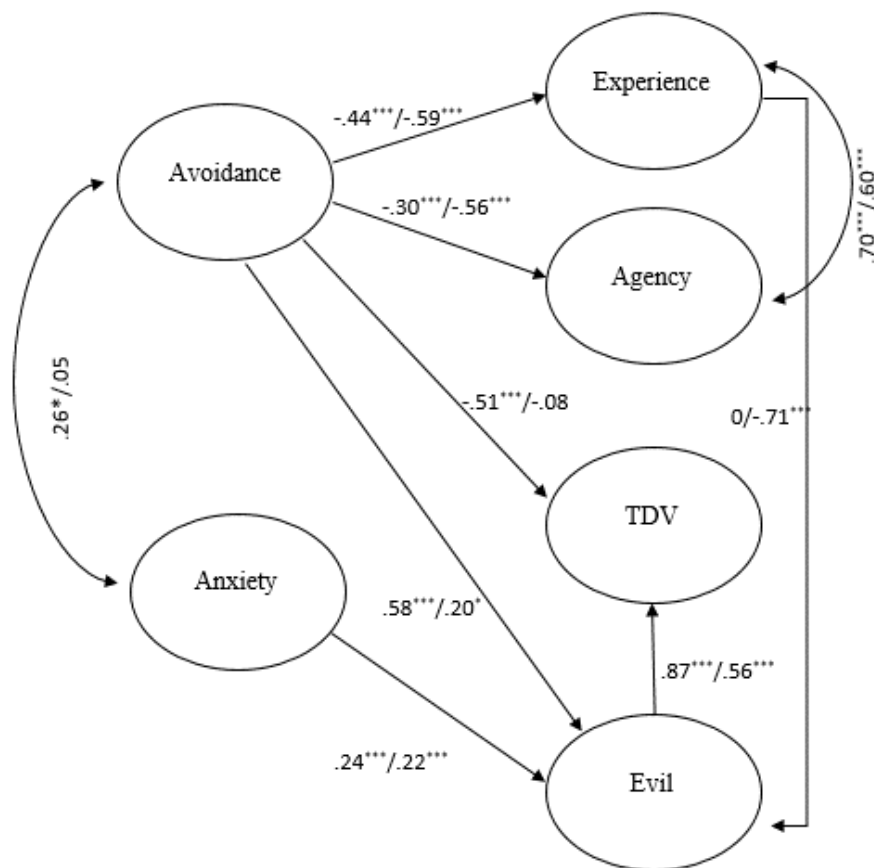 Experience
-.44***/-.59***
Avoidance
-.30***/-.56***
.70***/.60***
Agency
.26*/.05
-.51***/-.08
0/-.71***
TDV
Anxiety
.58***/.20*
.87***/.56***
.24***/.22***
Evil